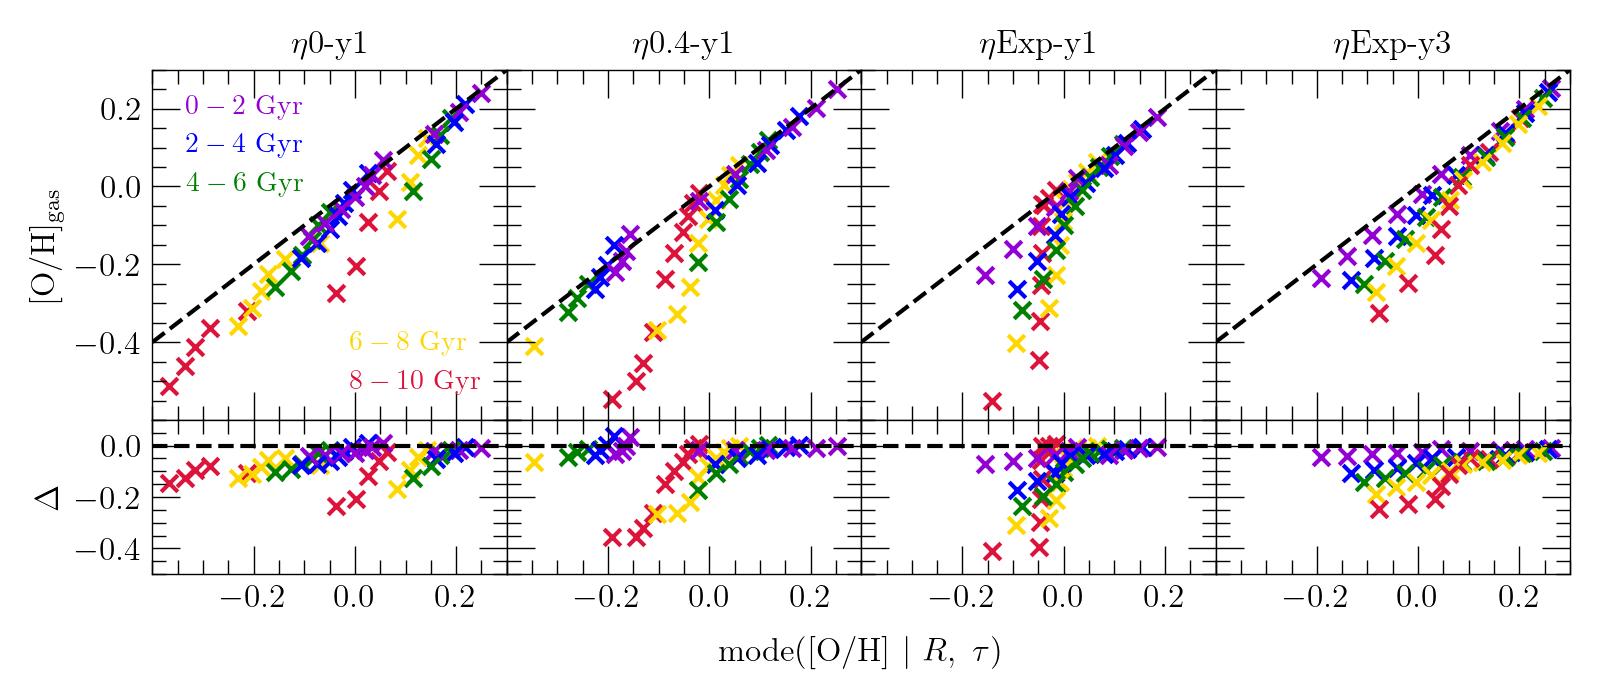 η0-y1 η0.4-y1 ηExp-y1 ηExp-y3
0.2
0.0
−0.2
−0.4
[O/H]gas
0 − 2 Gyr
2 − 4 Gyr
4 − 6 Gyr
6 − 8 Gyr
8 − 10 Gyr
0.0
−0.2
−0.4
Δ
−0.2 0.0 0.2 −0.2 0.0 0.2 −0.2 0.0 0.2 −0.2 0.0 0.2
mode([O/H] | R, τ)